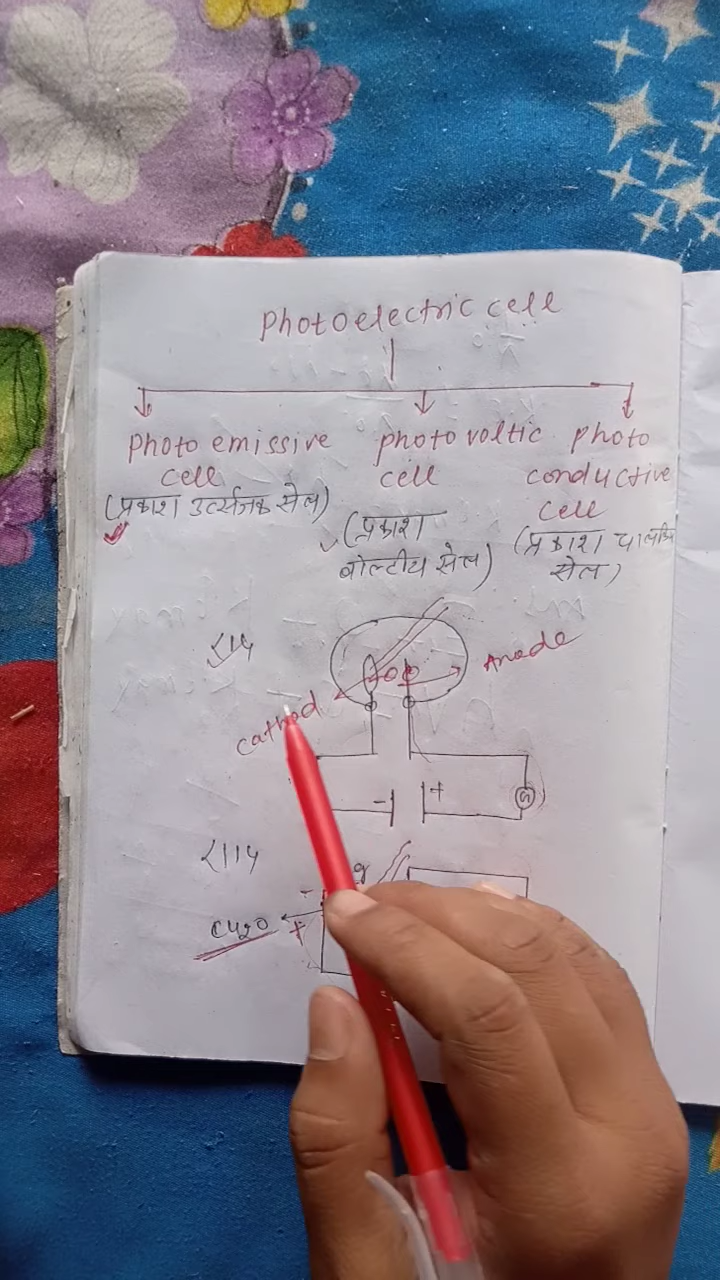 Photoelectric cell
Photo emissive
cell
(प्रकाश उत्सर्जक सेल)
photo voltic
cell
(प्रकाश
वोल्टीय सेल)
Photo
conductive
cell
(प्रकाश चालकीय
सेल)
<i>
Anode
cathod
- +
G
<ii>
- +
Cu2O